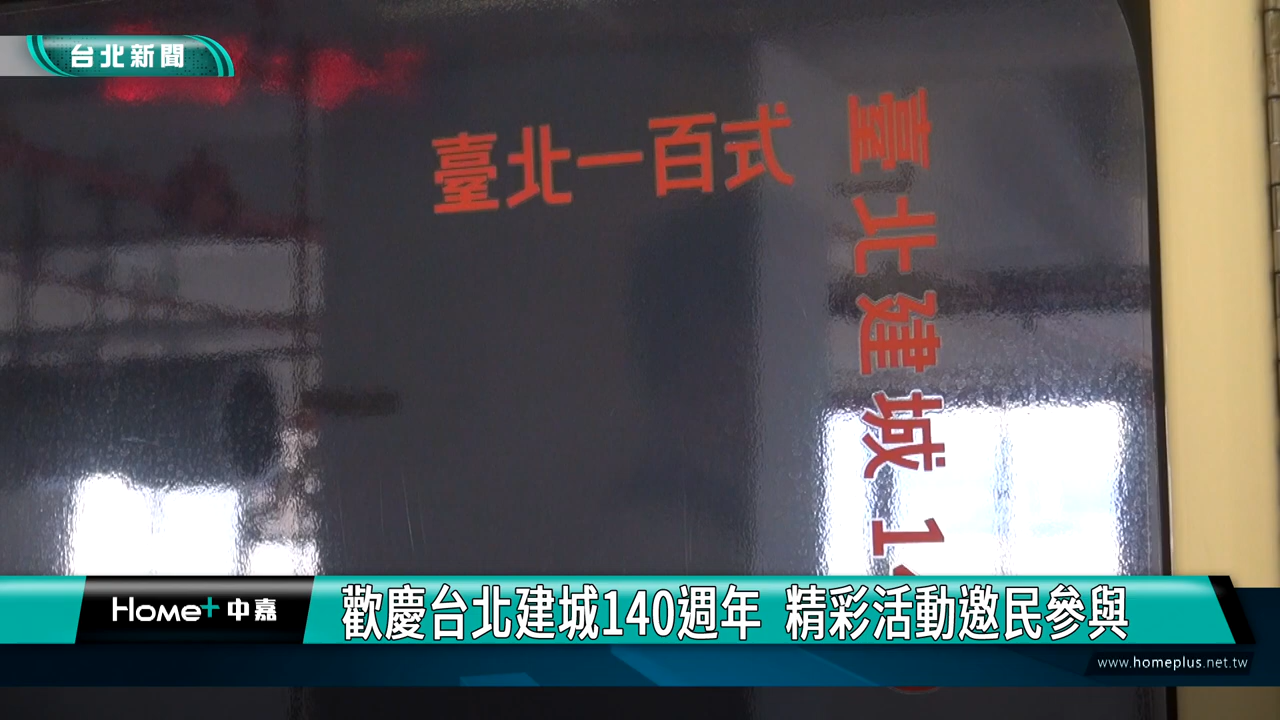 台北新聞
臺北一百式
臺北建城 1
Home+中嘉
歡慶台北建城140週年 精彩活動邀民參與
www.homeplus.net.tw